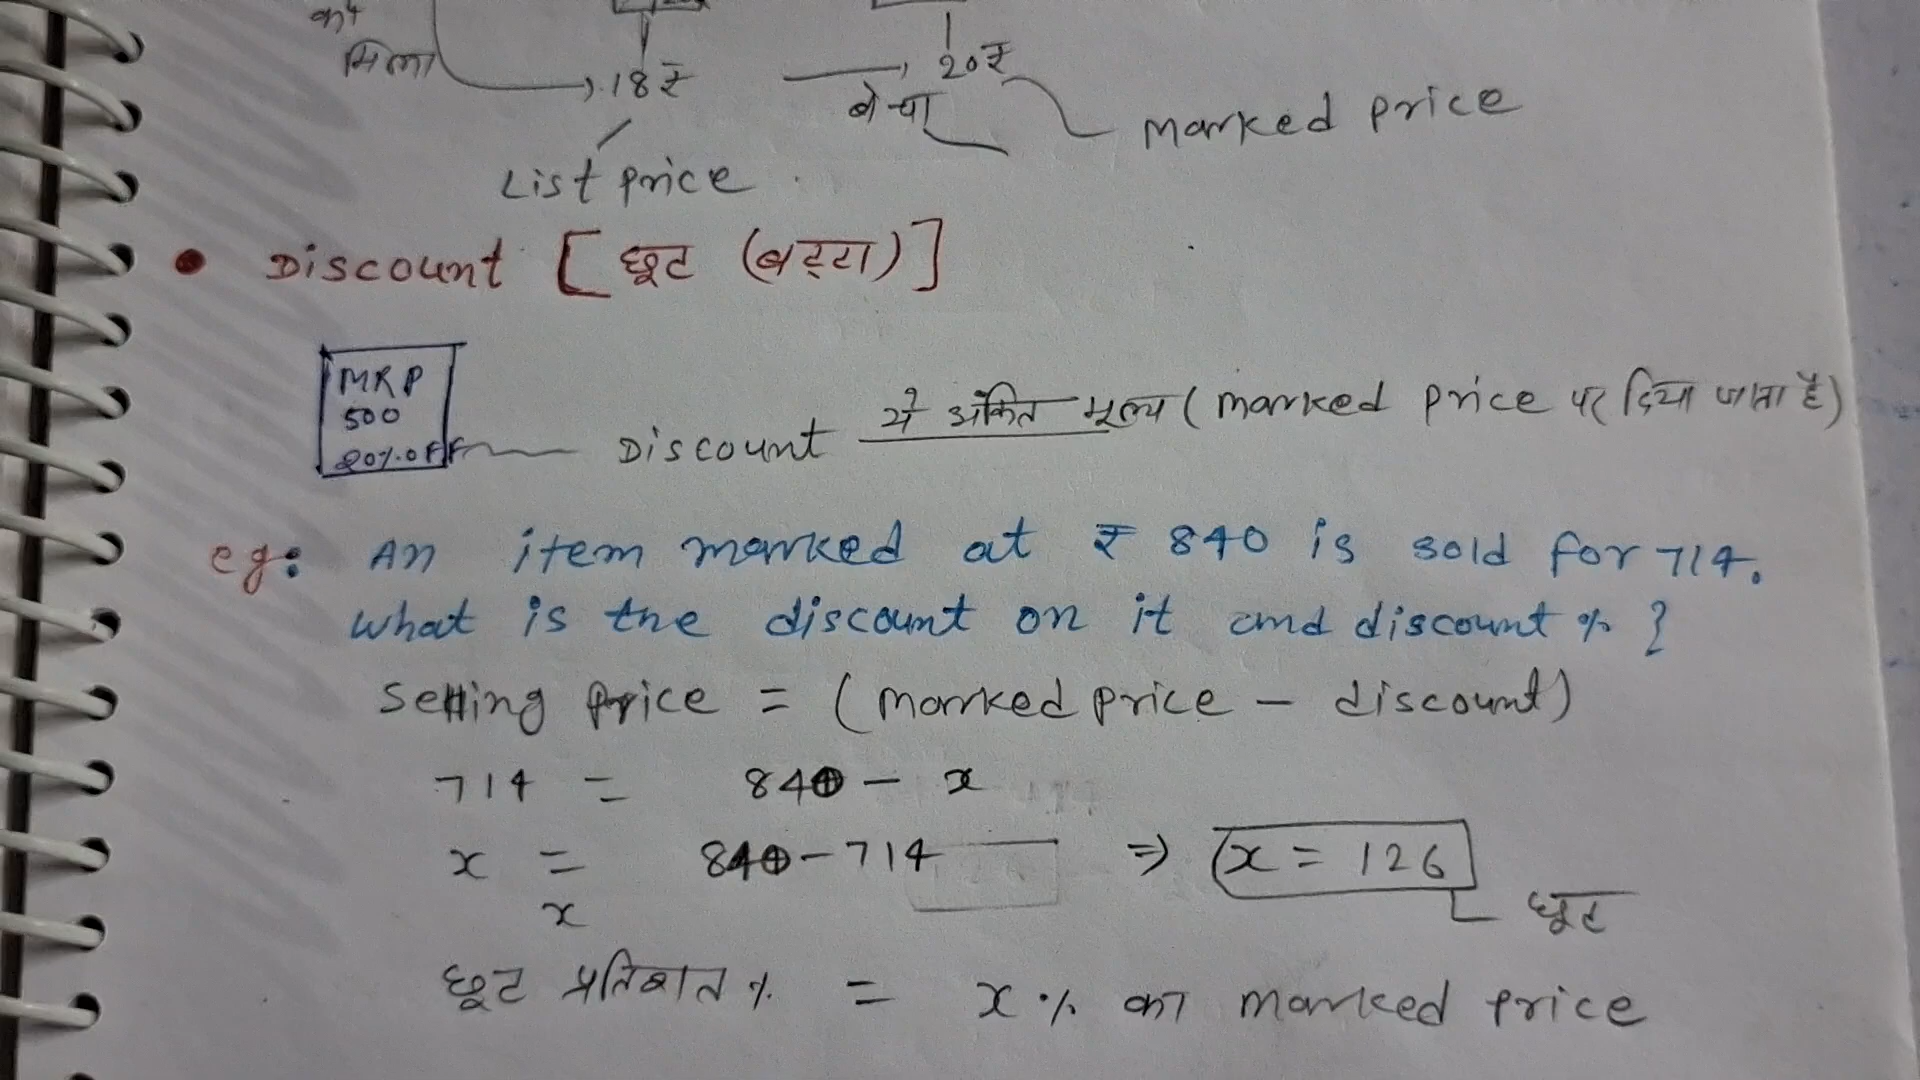 मिला
18₹
20₹
बेचा
marked price
List price
• Discount [छूट (बट्टा)]
MRP
500
20% OFF
Discount ये अंकित मूल्य (marked price पर दिया जाता है)
eg: An item marked at ₹ 840 is sold for 714.
what is the discount on it and discount % ?
Selling price = (marked price - discount)
714 = 840 - x
x = 840 - 714 ⇒ x = 126
x
छूट
छूट प्रतिशत % = x % का marked price